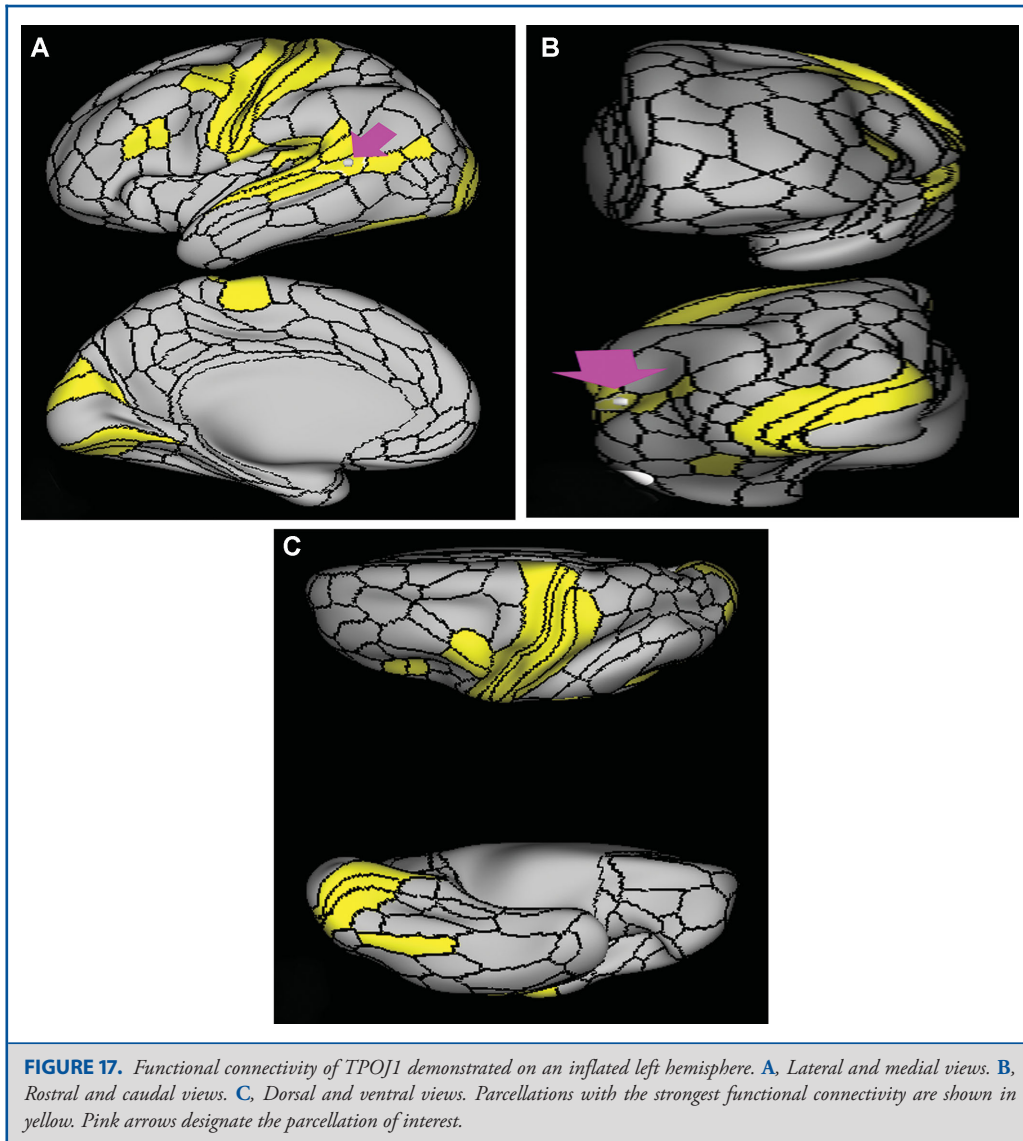 A
B
C
FIGURE 17. Functional connectivity of TPOJ1 demonstrated on an inflated left hemisphere. A, Lateral and medial views. B,
Rostral and caudal views. C, Dorsal and ventral views. Parcellations with the strongest functional connectivity are shown in
yellow. Pink arrows designate the parcellation of interest.